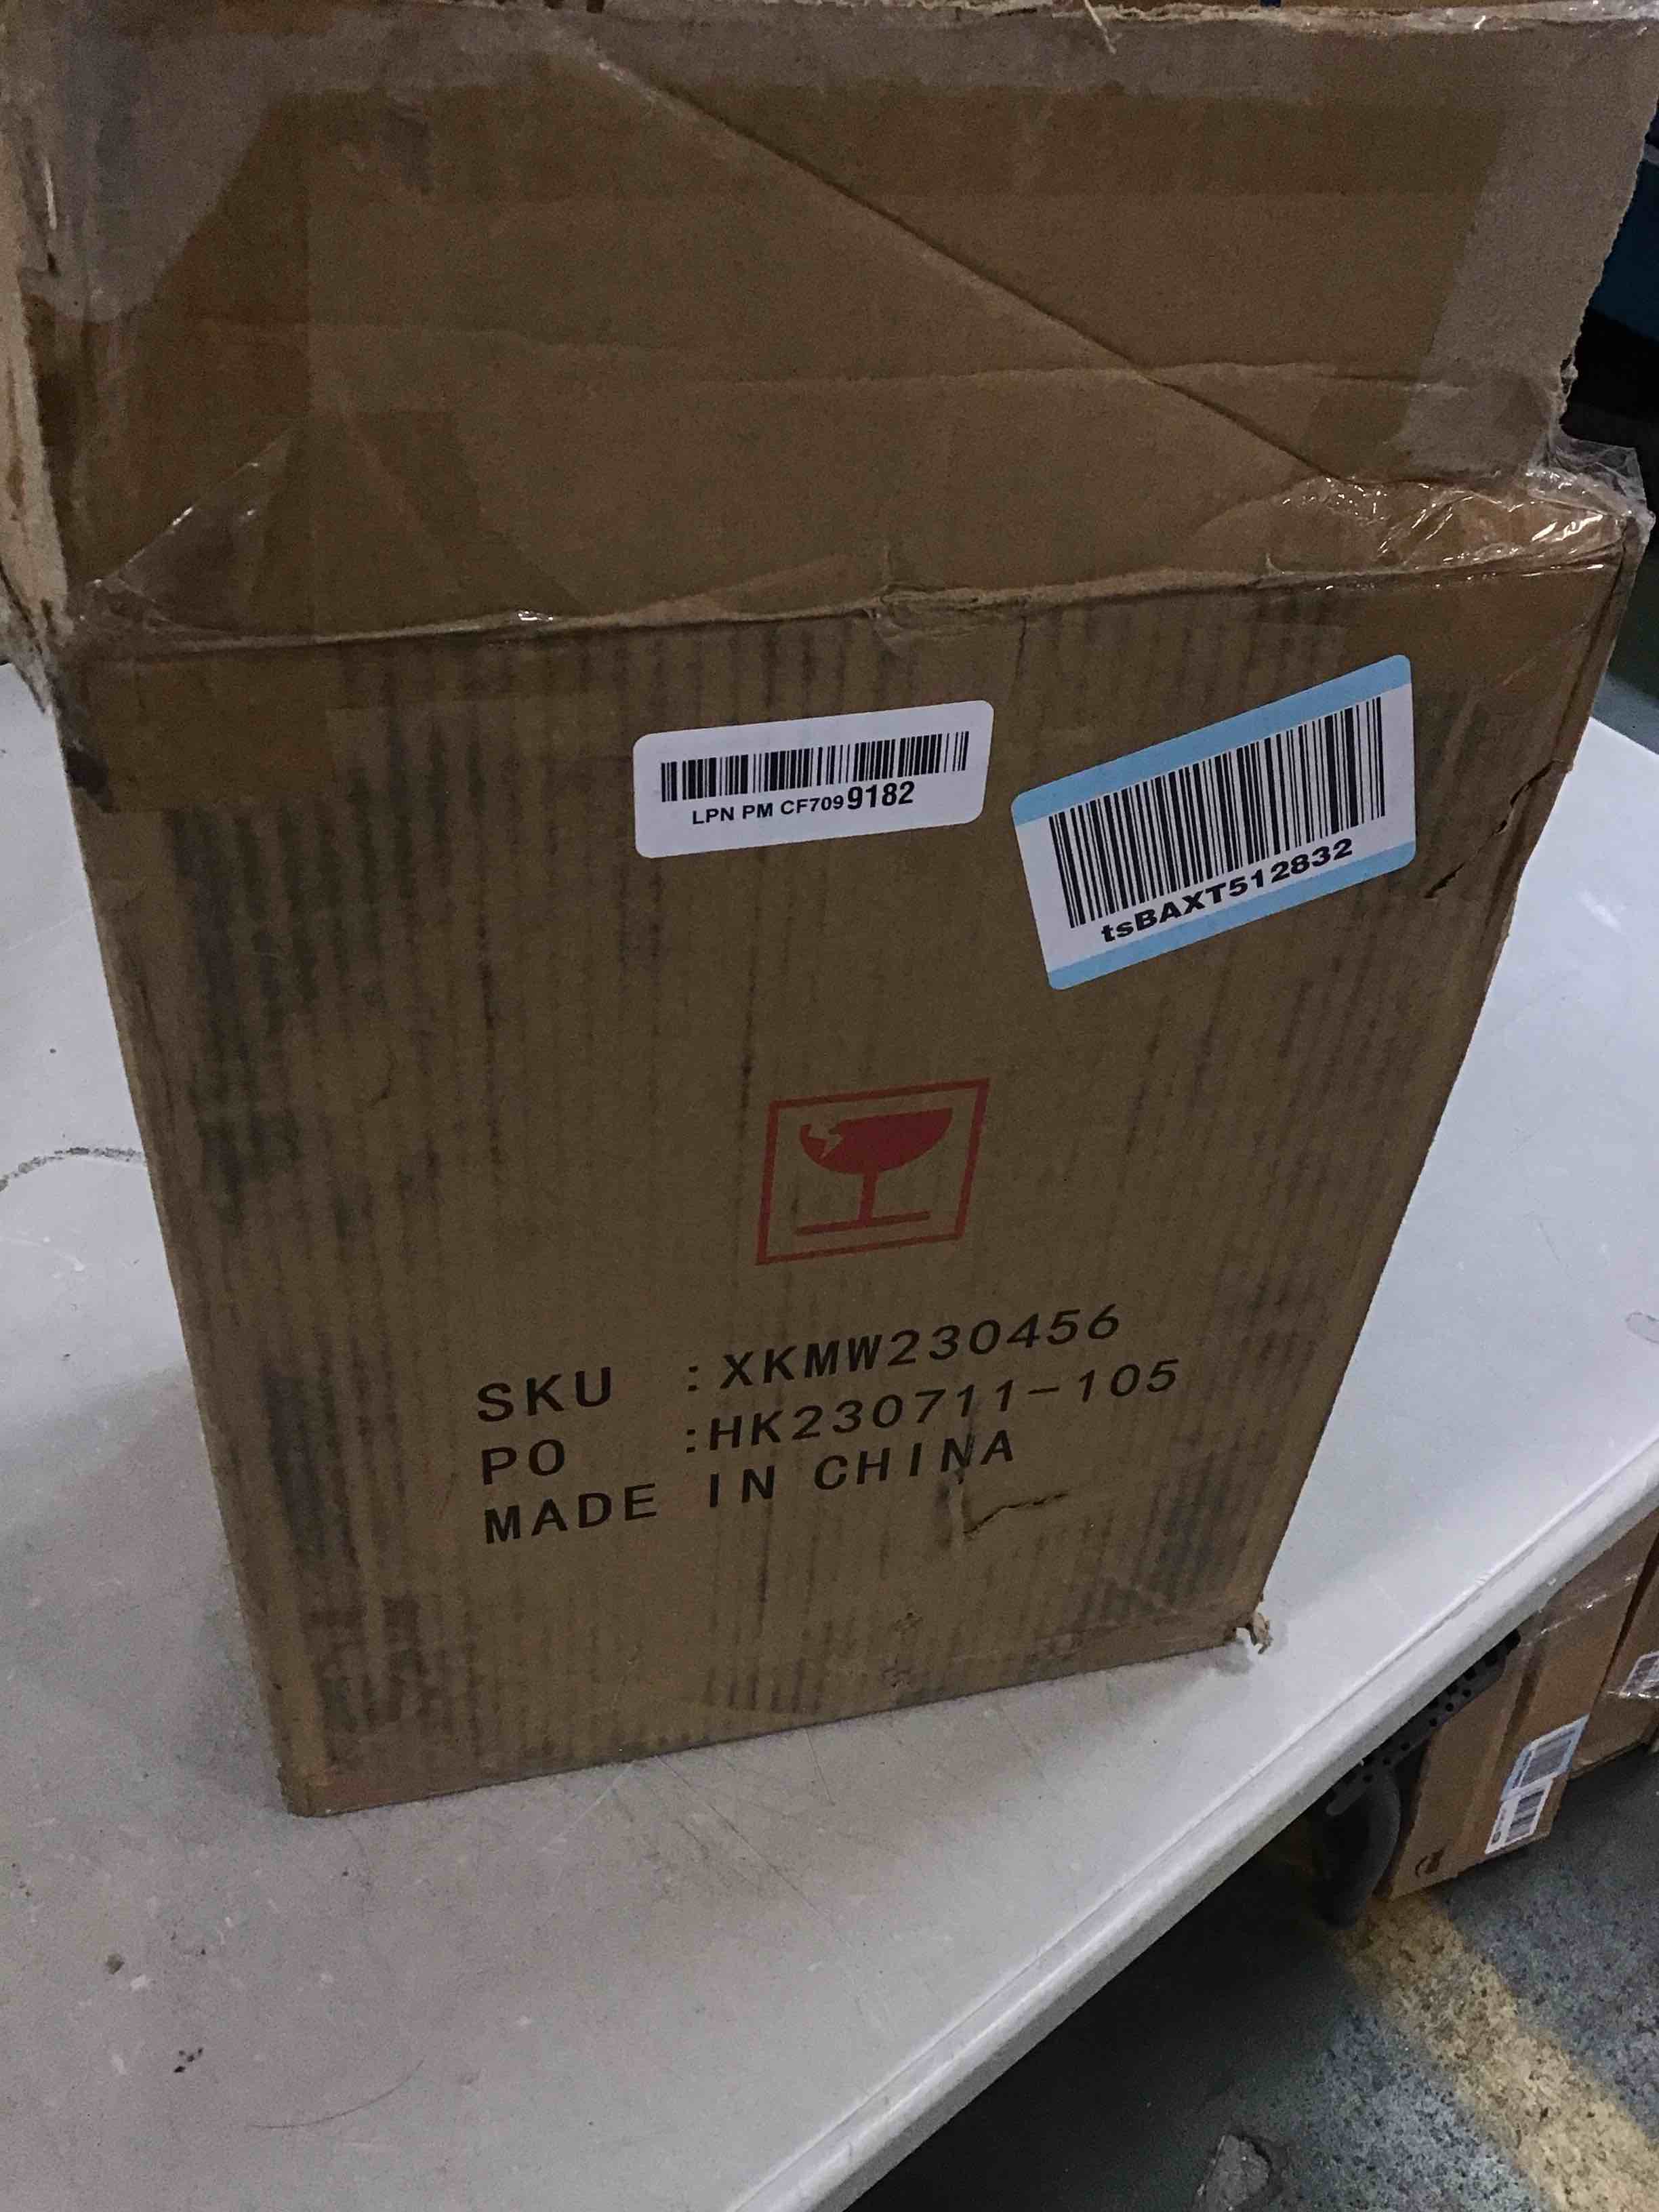 LPN PM CF7099182
tsBAXT512832
SKU :XKMW230456
PO :HK230711-105
MADE IN CHINA